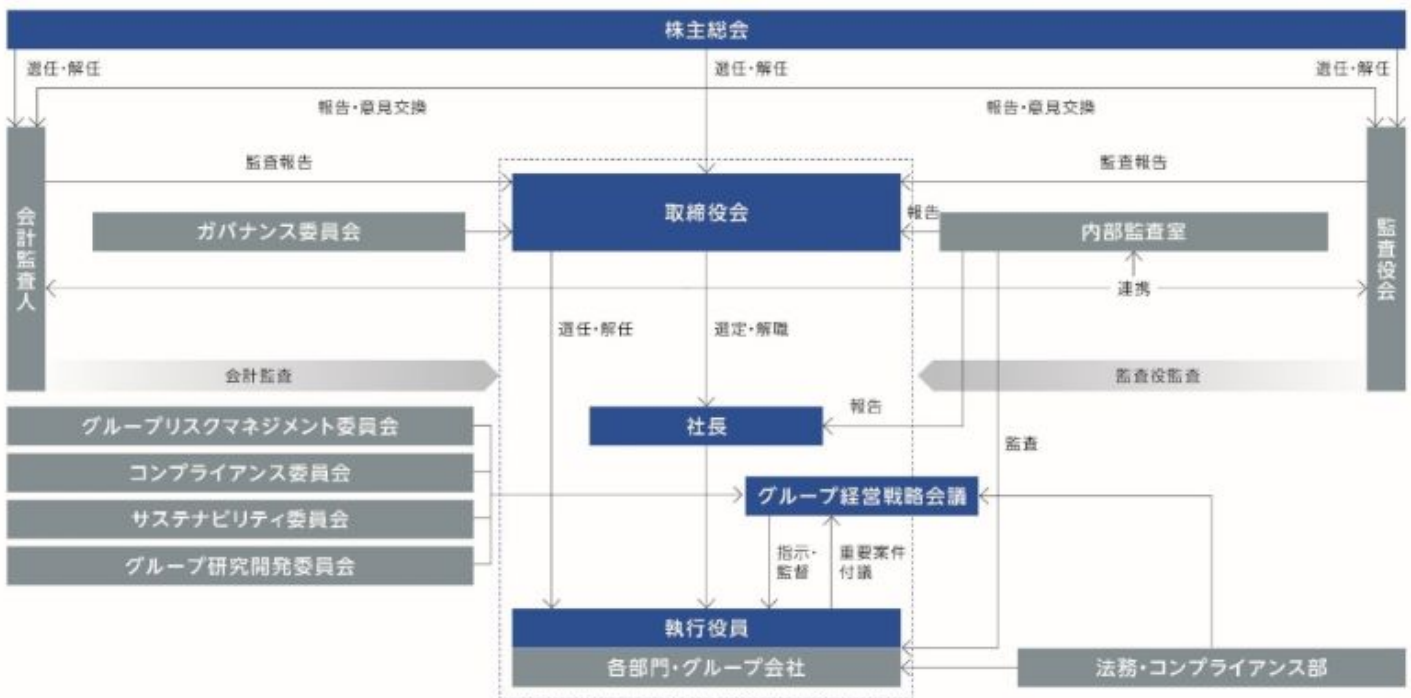 株主総会
選任・解任
選任・解任
選任・解任
報告・意見交換
報告・意見交換
監査報告
監査報告
会計監査人
取締役会
監査役会
ガバナンス委員会
報告
内部監査室
連携
選任・解任
選定・解職
会計監査
監査役監査
グループリスクマネジメント委員会
社長
報告
コンプライアンス委員会
監査
グループ経営戦略会議
サステナビリティ委員会
グループ研究開発委員会
指示・
監督
重要案件
付議
執行役員
各部門・グループ会社
法務・コンプライアンス部